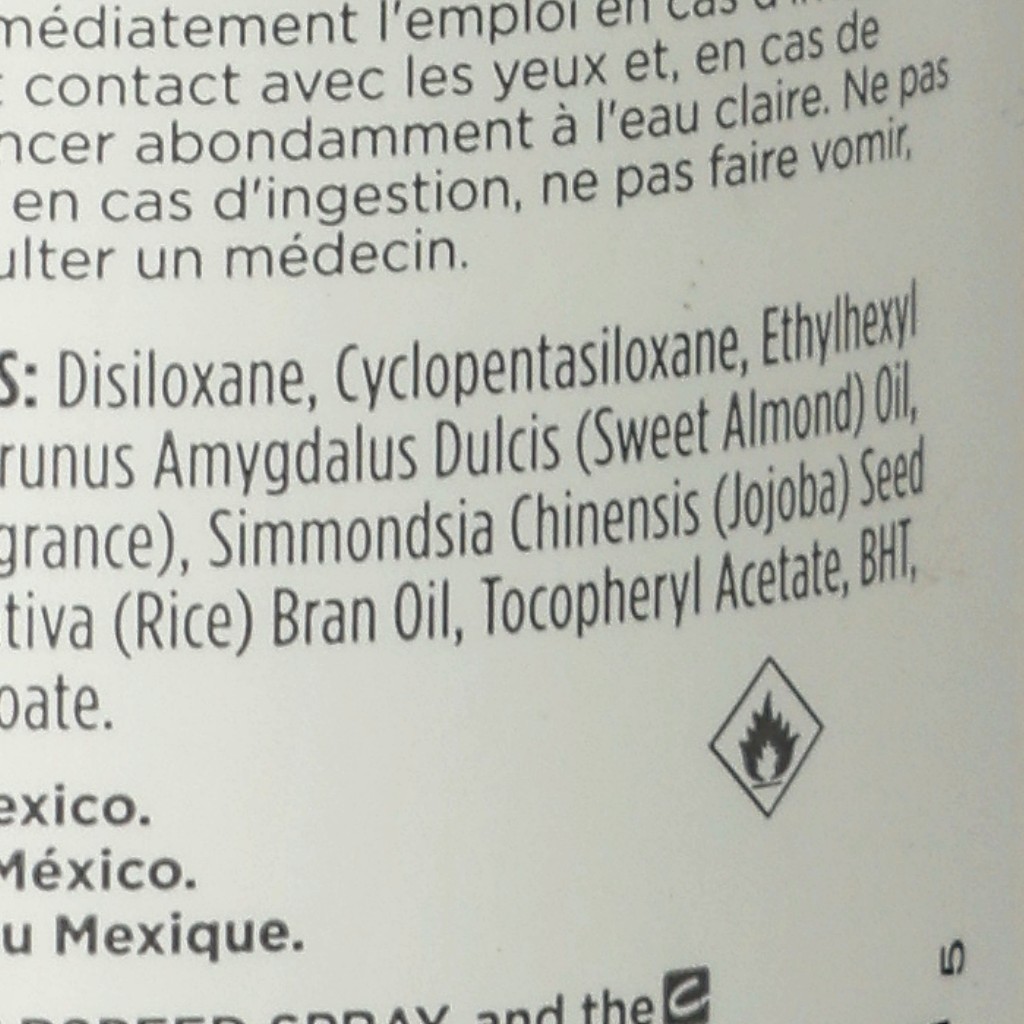 médiatement l'emploi en cas
contact avec les yeux et, en cas de
ncer abondamment à l'eau claire. Ne pas
en cas d'ingestion, ne pas faire vomir,
ulter un médecin.
S: Disiloxane, Cyclopentasiloxane, Ethylhexyl
runus Amygdalus Dulcis (Sweet Almond) Oil,
grance), Simmondsia Chinensis (Jojoba) Seed
tiva (Rice) Bran Oil, Tocopheryl Acetate, BHT,
oate.
exico.
México.
u Mexique.
5
SPRAY and the